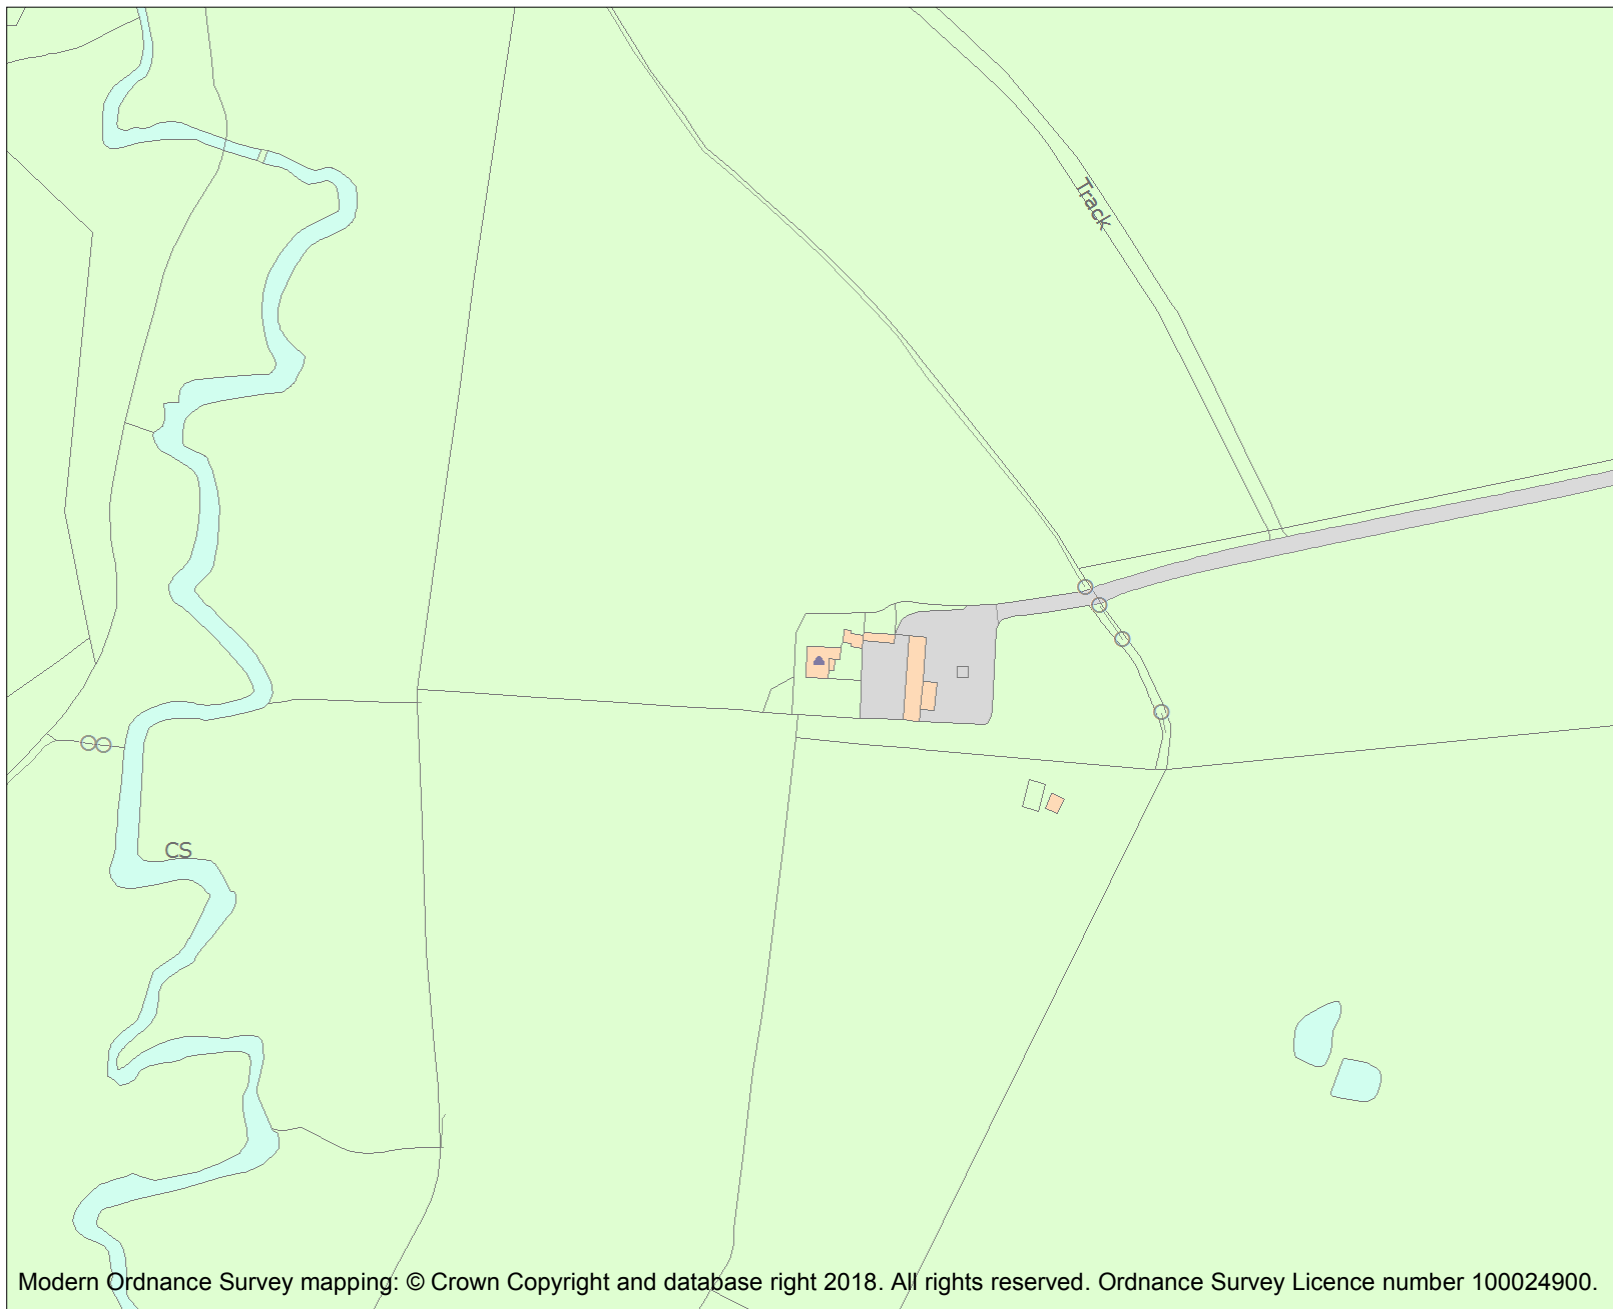 Track
CS
Modern Ordnance Survey mapping: © Crown Copyright and database right 2018. All rights reserved. Ordnance Survey Licence number 100024900.